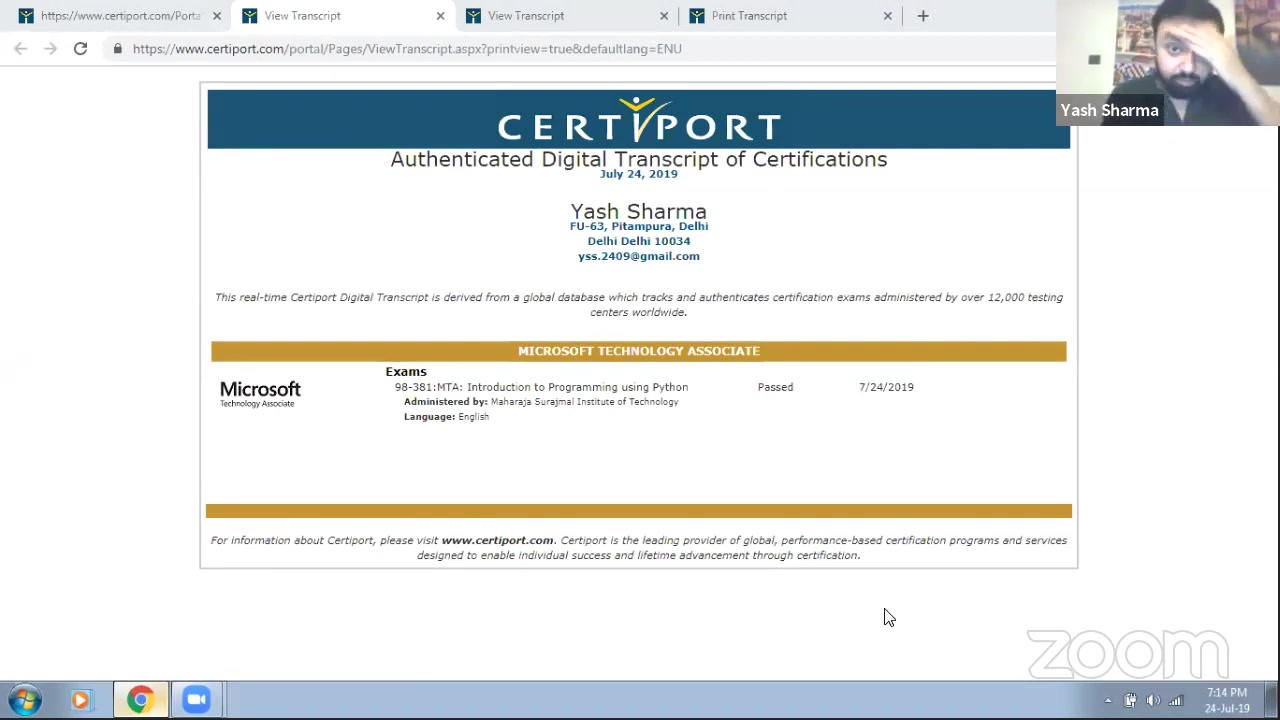 https://www.certiport.com/Porta
View Transcript
View Transcript
Print Transcript
https://www.certiport.com/portal/Pages/ViewTranscript.aspx?printview=true&defaultlang=ENU
Yash Sharma
CERTIPORT
Authenticated Digital Transcript of Certifications
July 24, 2019
Yash Sharma
FU-63, Pitampura, Delhi
Delhi Delhi 10034
yss.2409@gmail.com
This real-time Certiport Digital Transcript is derived from a global database which tracks and authenticates certification exams administered by over 12,000 testing
centers worldwide.
MICROSOFT TECHNOLOGY ASSOCIATE
Microsoft
Technology Associate
Exams
98-381:MTA: Introduction to Programming using Python Passed 7/24/2019
Administered by: Maharaja Surajmal Institute of Technology
Language: English
For information about Certiport, please visit www.certiport.com. Certiport is the leading provider of global, performance-based certification programs and services
designed to enable individual success and lifetime advancement through certification.
zoom
7:14 PM
24-Jul-19